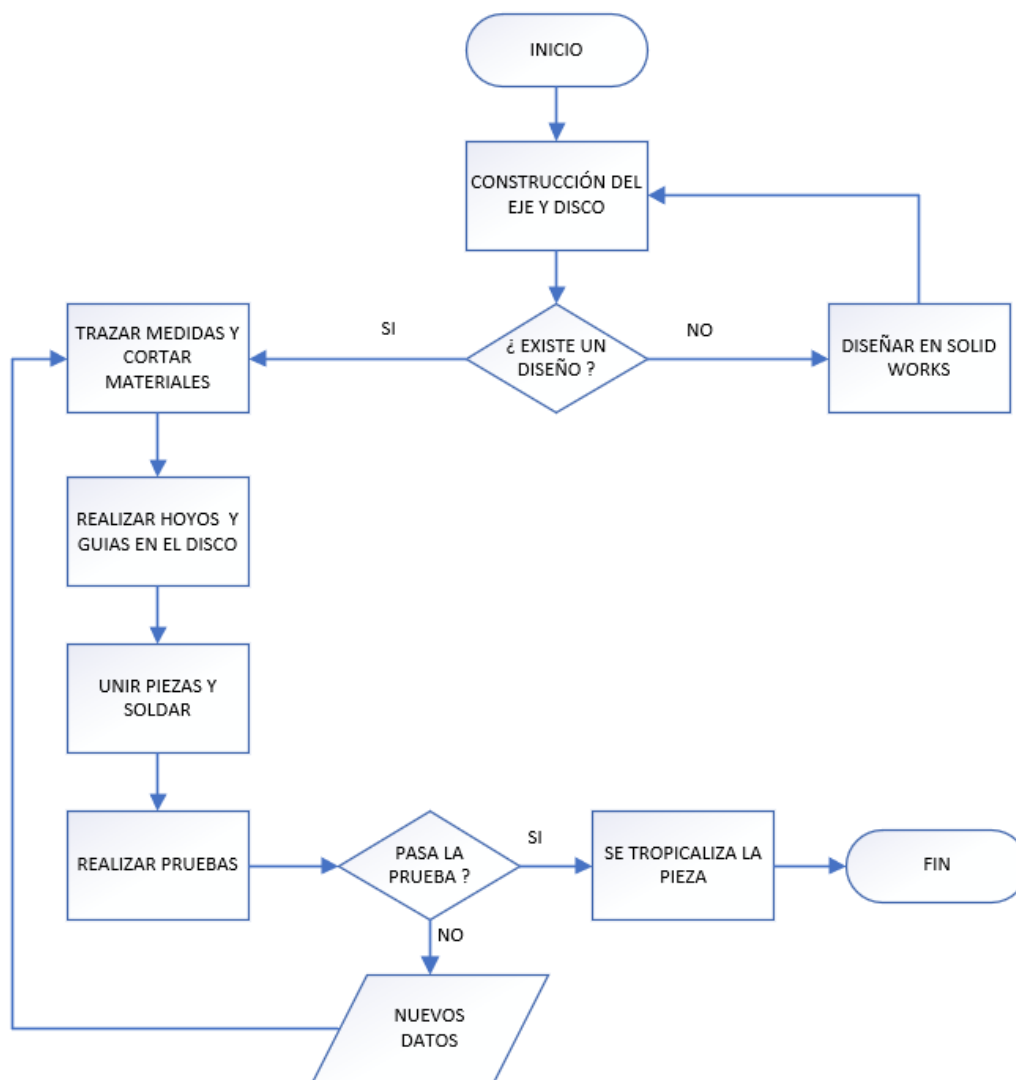 INICIO
CONSTRUCCIÓN DEL
EJE Y DISCO
¿ EXISTE UN
DISEÑO ?
SI
NO
DISEÑAR EN SOLID
WORKS
TRAZAR MEDIDAS Y
CORTAR
MATERIALES
REALIZAR HOYOS Y
GUIAS EN EL DISCO
UNIR PIEZAS Y
SOLDAR
REALIZAR PRUEBAS
PASA LA
PRUEBA ?
SI
SE TROPICALIZA LA
PIEZA
FIN
NO
NUEVOS
DATOS